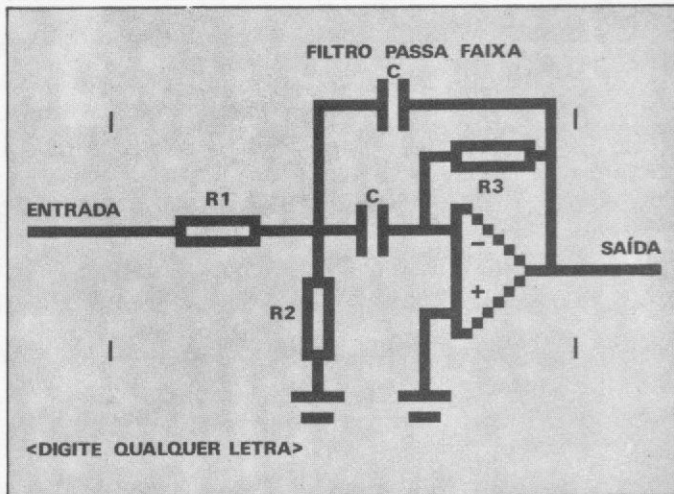 FILTRO PASSA FAIXA
C
R3
R1
C
ENTRADA
SAÍDA
R2
<DIGITE QUALQUER LETRA>